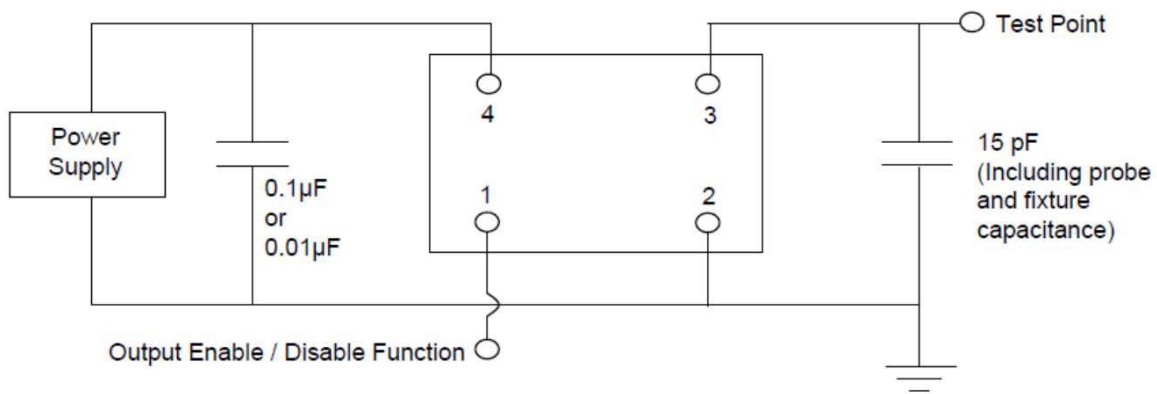 Test Point
Power
Supply
0.1µF
or
0.01µF
4
3
1
2
15 pF
(Including probe
and fixture
capacitance)
Output Enable / Disable Function